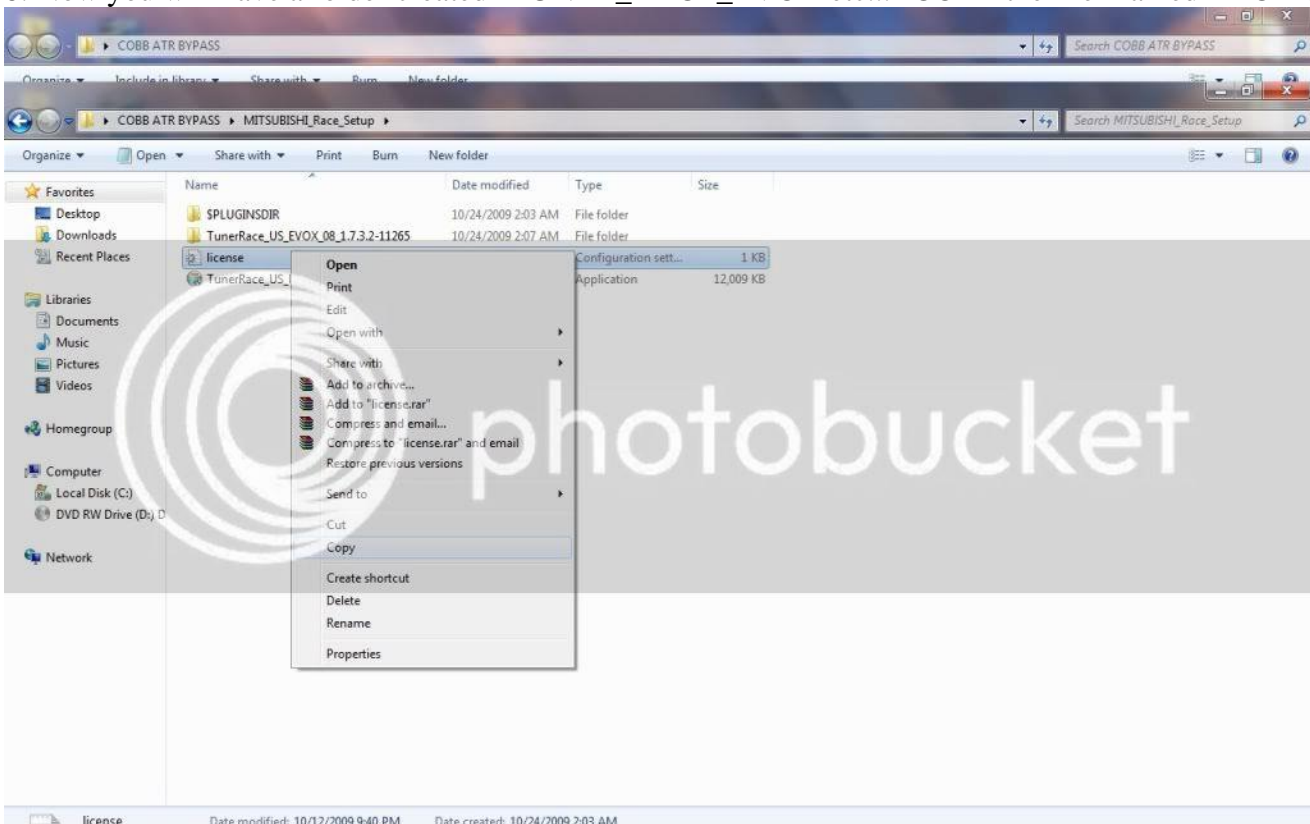 COBB ATR BYPASS
Search COBB ATR BYPASS
Organize Include in library Share with Burn New folder
COBB ATR BYPASS MITSUBISHI_Race_Setup
Search MITSUBISHI_Race_Setup
Organize Open Share with Print Burn New folder
Name Date modified Type Size
Favorites
Desktop
Downloads
Recent Places
Libraries
Documents
Music
Pictures
Videos
Homegroup
Computer
Local Disk (C:)
DVD RW Drive (D:) D
Network
$PLUGINSDIR 10/24/2009 2:03 AM File folder
TunerRace_US_EVOX_08_1.7.3.2-11265 10/24/2009 2:07 AM File folder
license Configuration sett... 1 KB
TunerRace_US_ Application 12,009 KB
Open
Print
Edit
Open with
Share with
Add to archive...
Add to "license.rar"
Compress and email...
Compress to "license.rar" and email
Restore previous versions
Send to
Cut
Copy
Create shortcut
Delete
Rename
Properties
photobucket
license Date modified: 10/12/2009 9:40 PM Date created: 10/24/2009 2:03 AM